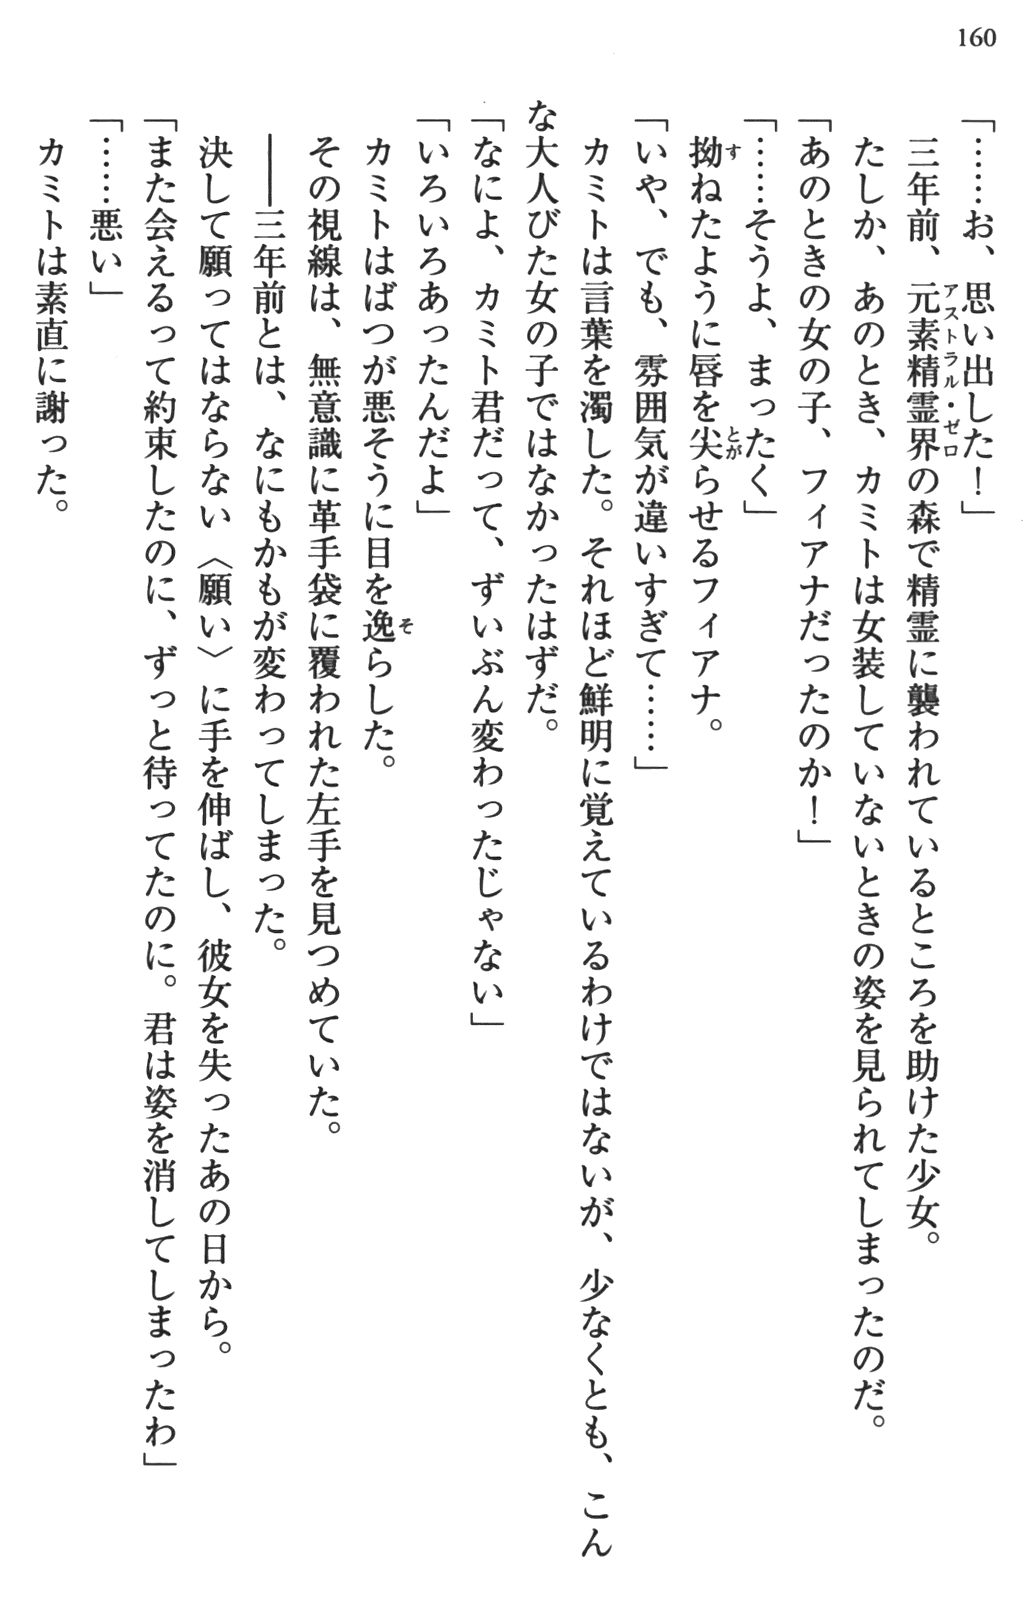 160
「……お、思い出した！」
三年前、元素精霊界の森で精霊に襲われているところを助けた少女。
アストラル・ゼロ
たしか、あのとき、カミトは女装していないときの姿を見られてしまったのだ。
「あのときの女の子、フィアナだったのか！」
「……そうよ、まったく」
拗ねたように唇を尖らせるフィアナ。
す
とが
「いや、でも、雰囲気が違いすぎて……」
カミトは言葉を濁した。それほど鮮明に覚えているわけではないが、少なくとも、こん
な大人びた女の子ではなかったはずだ。
「なによ、カミト君だって、ずいぶん変わったじゃない」
「いろいろあったんだよ」
カミトはばつが悪そうに目を逸らした。
そ
その視線は、無意識に革手袋に覆われた左手を見つめていた。
――三年前とは、なにもかもが変わってしまった。
決して願ってはならない〈願い〉に手を伸ばし、彼女を失ったあの日から。
「また会えるって約束したのに、ずっと待ってたのに。君は姿を消してしまったわ」
「……悪い」
カミトは素直に謝った。